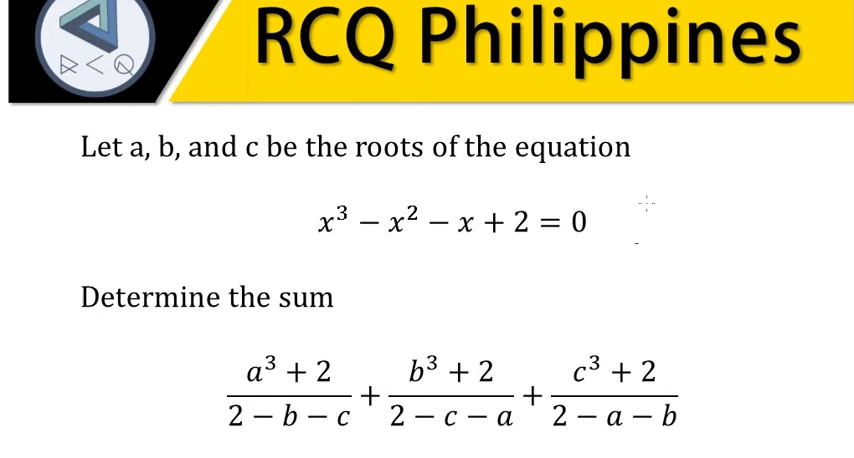 RCQ Philippines
R<Q
Let a, b, and c be the roots of the equation
x³ − x² − x + 2 = 0
Determine the sum
(a³ + 2)/(2 − b − c) + (b³ + 2)/(2 − c − a) + (c³ + 2)/(2 − a − b)